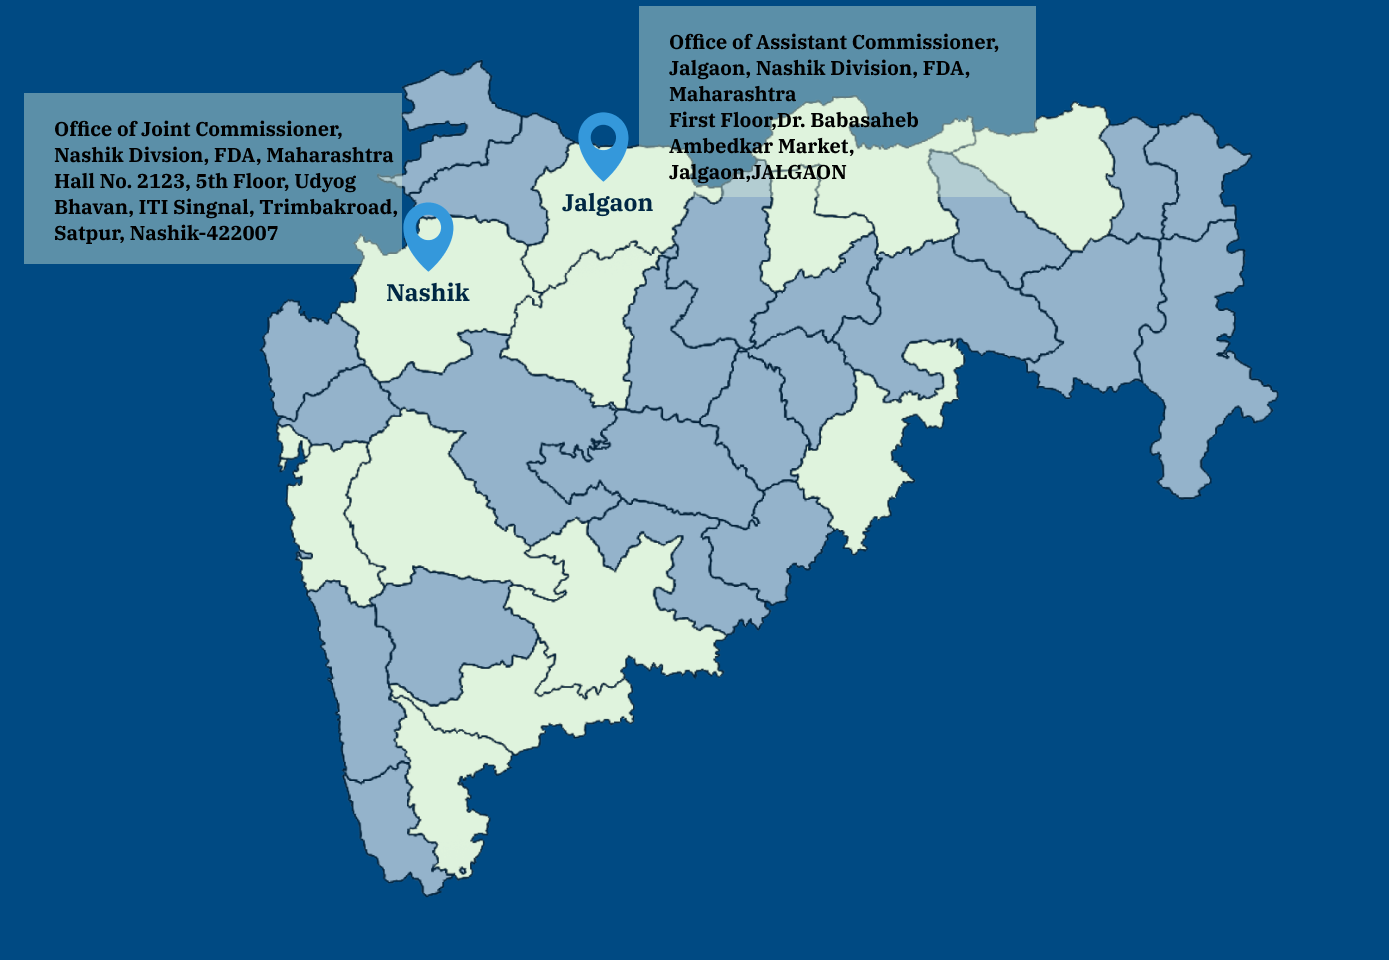 Office of Assistant Commissioner,
Jalgaon, Nashik Division, FDA,
Maharashtra
First Floor,Dr. Babasaheb
Ambedkar Market,
Jalgaon,JALGAON
Office of Joint Commissioner,
Nashik Divsion, FDA, Maharashtra
Hall No. 2123, 5th Floor, Udyog
Bhavan, ITI Singnal, Trimbakroad,
Satpur, Nashik-422007
Jalgaon
Nashik